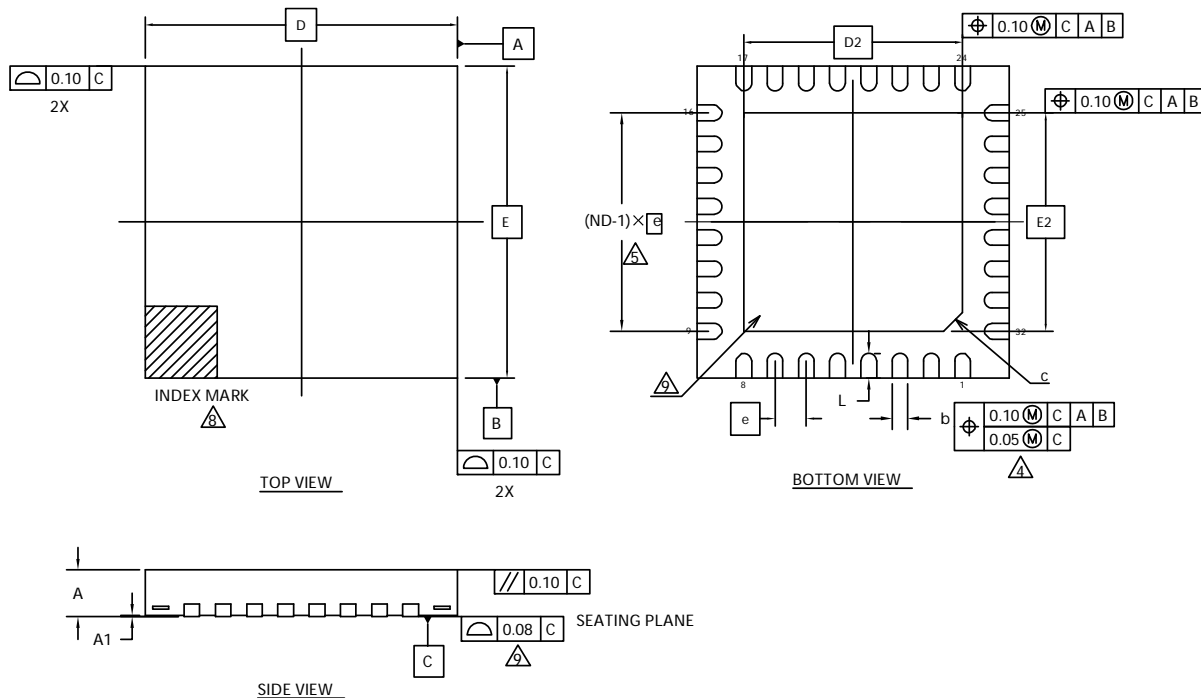 D
A
0.10 C
2X
E
INDEX MARK
8
B
0.10 C
2X
TOP VIEW
0.10 Ⓜ C A B
D2
17
24
0.10 Ⓜ C A B
16
25
(ND-1)× e
5
E2
9
32
9
8
1
C
L
e
b
0.10 Ⓜ C A B
0.05 Ⓜ C
4
BOTTOM VIEW
A
// 0.10 C
A1
SEATING PLANE
0.08 C
9
C
SIDE VIEW